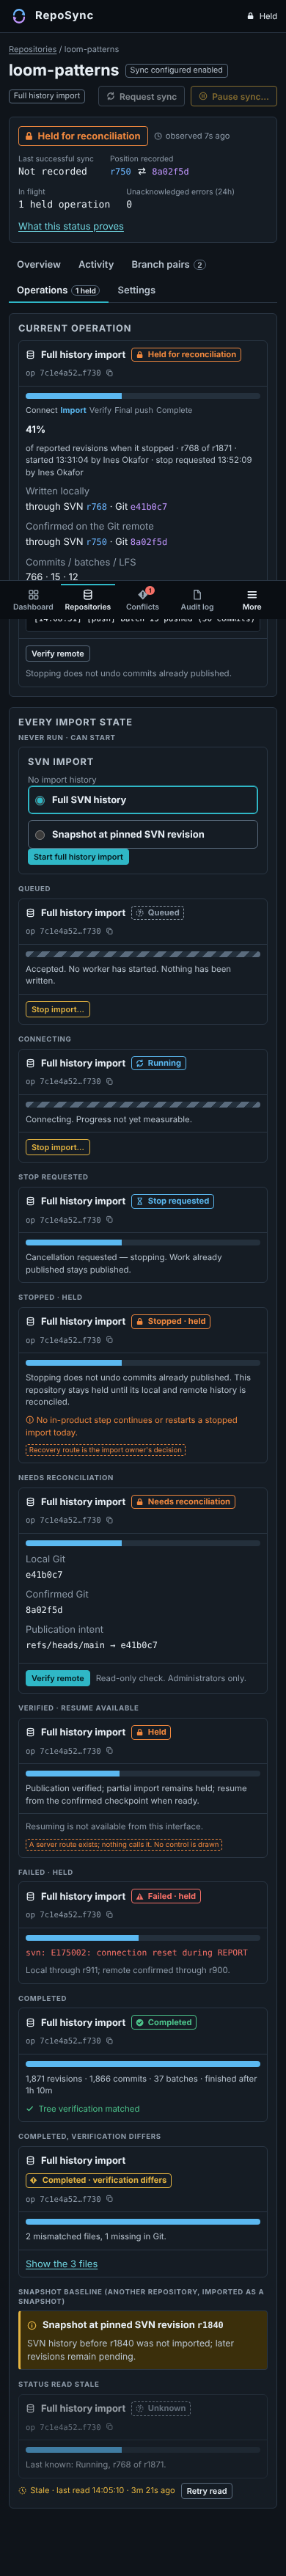 RepoSync
Held
Repositories / loom-patterns
loom-patterns
Sync configured enabled
Full history import
Request sync
Pause sync...
Held for reconciliation
observed 7s ago
Last successful sync
Position recorded
Not recorded
r750 ⇄ 8a02f5d
In flight
Unacknowledged errors (24h)
1 held operation
0
What this status proves
Overview
Activity
Branch pairs 2
Operations 1 held
Settings
CURRENT OPERATION
Full history import
Held for reconciliation
op 7c1e4a52…f730
Connect Import Verify Final push Complete
41%
of reported revisions when it stopped · r768 of r1871 ·
started 13:31:04 by Ines Okafor · stop requested 13:52:09
by Ines Okafor
Written locally
through SVN r768 · Git e41b0c7
Confirmed on the Git remote
through SVN r750 · Git 8a02f5d
Commits / batches / LFS
766 · 15 · 12
Dashboard
Repositories
Conflicts
1
Audit log
More
Verify remote
Stopping does not undo commits already published.
EVERY IMPORT STATE
NEVER RUN · CAN START
SVN IMPORT
No import history
Full SVN history
Snapshot at pinned SVN revision
Start full history import
QUEUED
Full history import
Queued
op 7c1e4a52…f730
Accepted. No worker has started. Nothing has been
written.
Stop import...
CONNECTING
Full history import
Running
op 7c1e4a52…f730
Connecting. Progress not yet measurable.
Stop import...
STOP REQUESTED
Full history import
Stop requested
op 7c1e4a52…f730
Cancellation requested — stopping. Work already
published stays published.
STOPPED · HELD
Full history import
Stopped · held
op 7c1e4a52…f730
Stopping does not undo commits already published. This
repository stays held until its local and remote history is
reconciled.
No in-product step continues or restarts a stopped
import today.
Recovery route is the import owner's decision
NEEDS RECONCILIATION
Full history import
Needs reconciliation
op 7c1e4a52…f730
Local Git
e41b0c7
Confirmed Git
8a02f5d
Publication intent
refs/heads/main → e41b0c7
Verify remote
Read-only check. Administrators only.
VERIFIED · RESUME AVAILABLE
Full history import
Held
op 7c1e4a52…f730
Publication verified; partial import remains held; resume
from the confirmed checkpoint when ready.
Resuming is not available from this interface.
A server route exists; nothing calls it. No control is drawn
FAILED · HELD
Full history import
Failed · held
op 7c1e4a52…f730
svn: E175002: connection reset during REPORT
Local through r911; remote confirmed through r900.
COMPLETED
Full history import
Completed
op 7c1e4a52…f730
1,871 revisions · 1,866 commits · 37 batches · finished after
1h 10m
Tree verification matched
COMPLETED, VERIFICATION DIFFERS
Full history import
Completed · verification differs
op 7c1e4a52…f730
2 mismatched files, 1 missing in Git.
Show the 3 files
SNAPSHOT BASELINE (ANOTHER REPOSITORY, IMPORTED AS A
SNAPSHOT)
Snapshot at pinned SVN revision r1840
SVN history before r1840 was not imported; later
revisions remain pending.
STATUS READ STALE
Full history import
Unknown
op 7c1e4a52…f730
Last known: Running, r768 of r1871.
Stale · last read 14:05:10 · 3m 21s ago
Retry read